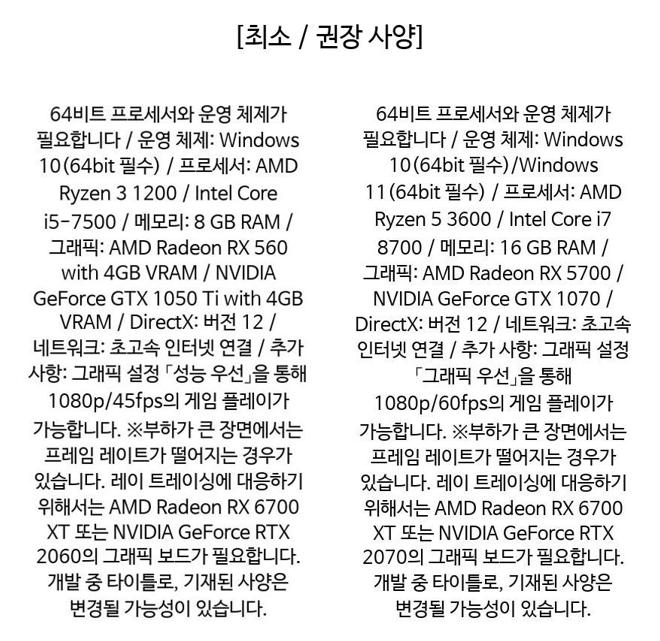 [최소 / 권장 사양]
64비트 프로세서와 운영 체제가
필요합니다 / 운영 체제: Windows
10(64bit 필수) / 프로세서: AMD
Ryzen 3 1200 / Intel Core
i5-7500 / 메모리: 8 GB RAM /
그래픽: AMD Radeon RX 560
with 4GB VRAM / NVIDIA
GeForce GTX 1050 Ti with 4GB
VRAM / DirectX: 버전 12 /
네트워크: 초고속 인터넷 연결 / 추가
사항: 그래픽 설정 「성능 우선」을 통해
1080p/45fps의 게임 플레이가
가능합니다. ※부하가 큰 장면에서는
프레임 레이트가 떨어지는 경우가
있습니다. 레이 트레이싱에 대응하기
위해서는 AMD Radeon RX 6700
XT 또는 NVIDIA GeForce RTX
2060의 그래픽 보드가 필요합니다.
개발 중 타이틀로, 기재된 사양은
변경될 가능성이 있습니다.
64비트 프로세서와 운영 체제가
필요합니다 / 운영 체제: Windows
10(64bit 필수)/Windows
11(64bit 필수) / 프로세서: AMD
Ryzen 5 3600 / Intel Core i7
8700 / 메모리: 16 GB RAM /
그래픽: AMD Radeon RX 5700 /
NVIDIA GeForce GTX 1070 /
DirectX: 버전 12 / 네트워크: 초고속
인터넷 연결 / 추가 사항: 그래픽 설정
「그래픽 우선」을 통해
1080p/60fps의 게임 플레이가
가능합니다. ※부하가 큰 장면에서는
프레임 레이트가 떨어지는 경우가
있습니다. 레이 트레이싱에 대응하기
위해서는 AMD Radeon RX 6700
XT 또는 NVIDIA GeForce RTX
2070의 그래픽 보드가 필요합니다.
개발 중 타이틀로, 기재된 사양은
변경될 가능성이 있습니다.